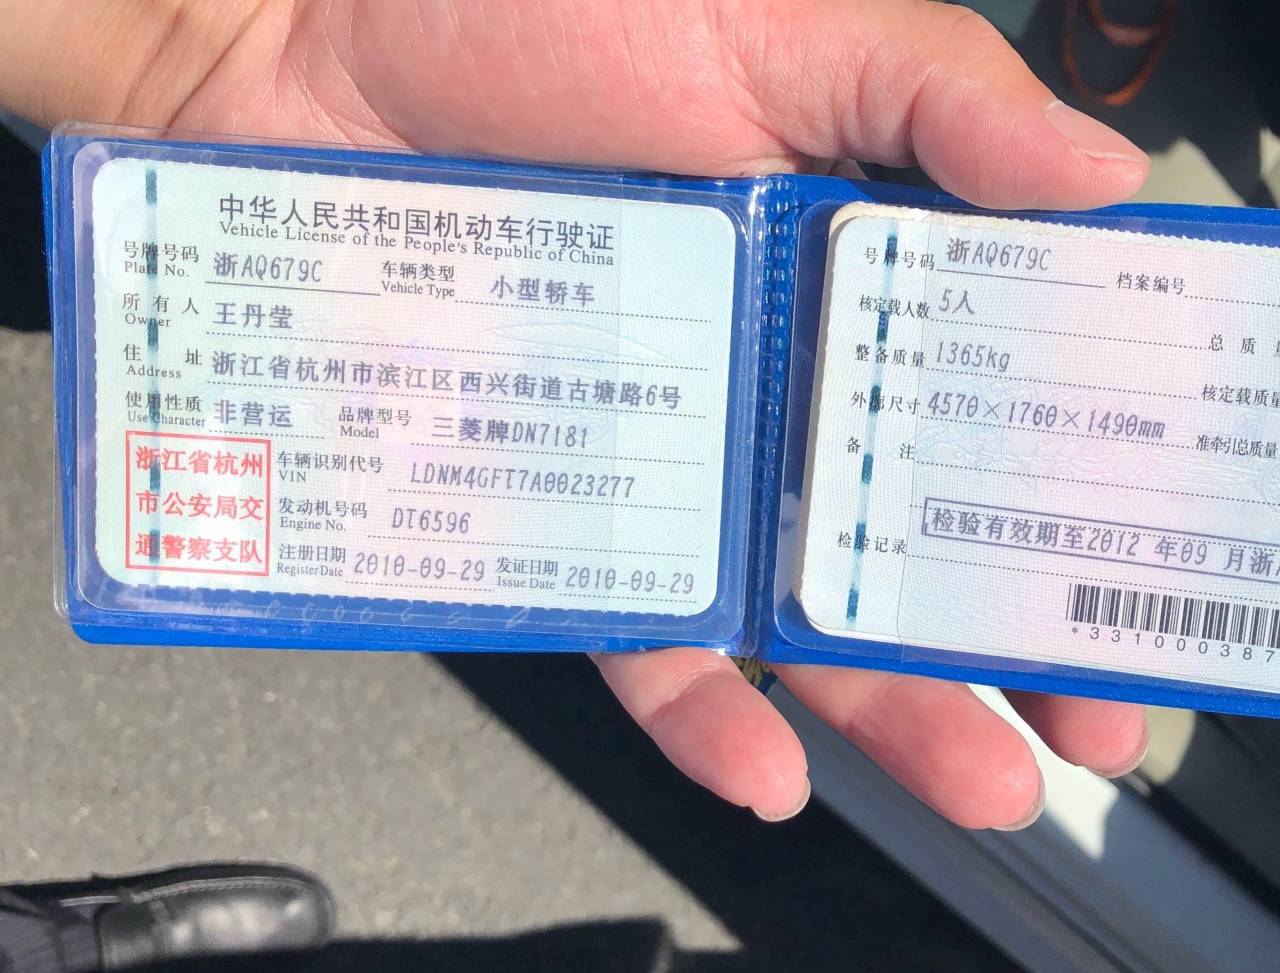 中华人民共和国机动车行驶证
Vehicle License of the People's Republic of China
号牌号码 浙AQ679C 车辆类型 小型轿车
Plate No. Vehicle Type
所有人 王丹莹
Owner
住址 浙江省杭州市滨江区西兴街道古塘路6号
Address
使用性质 非营运 品牌型号 三菱牌DN7181
Use Character Model
浙江省杭州
市公安局交
通警察支队
车辆识别代号 LDNM4GFT7A0023277
VIN
发动机号码 DT6596
Engine No.
注册日期 2010-09-29 发证日期 2010-09-29
Register Date Issue Date
号牌号码 浙AQ679C 档案编号
核定载人数 5人 总质量
整备质量 1365kg 核定载质量
外廓尺寸 4570×1760×1490mm 准牵引总质量
备注
检验记录 检验有效期至2012 年09 月浙
*331000387